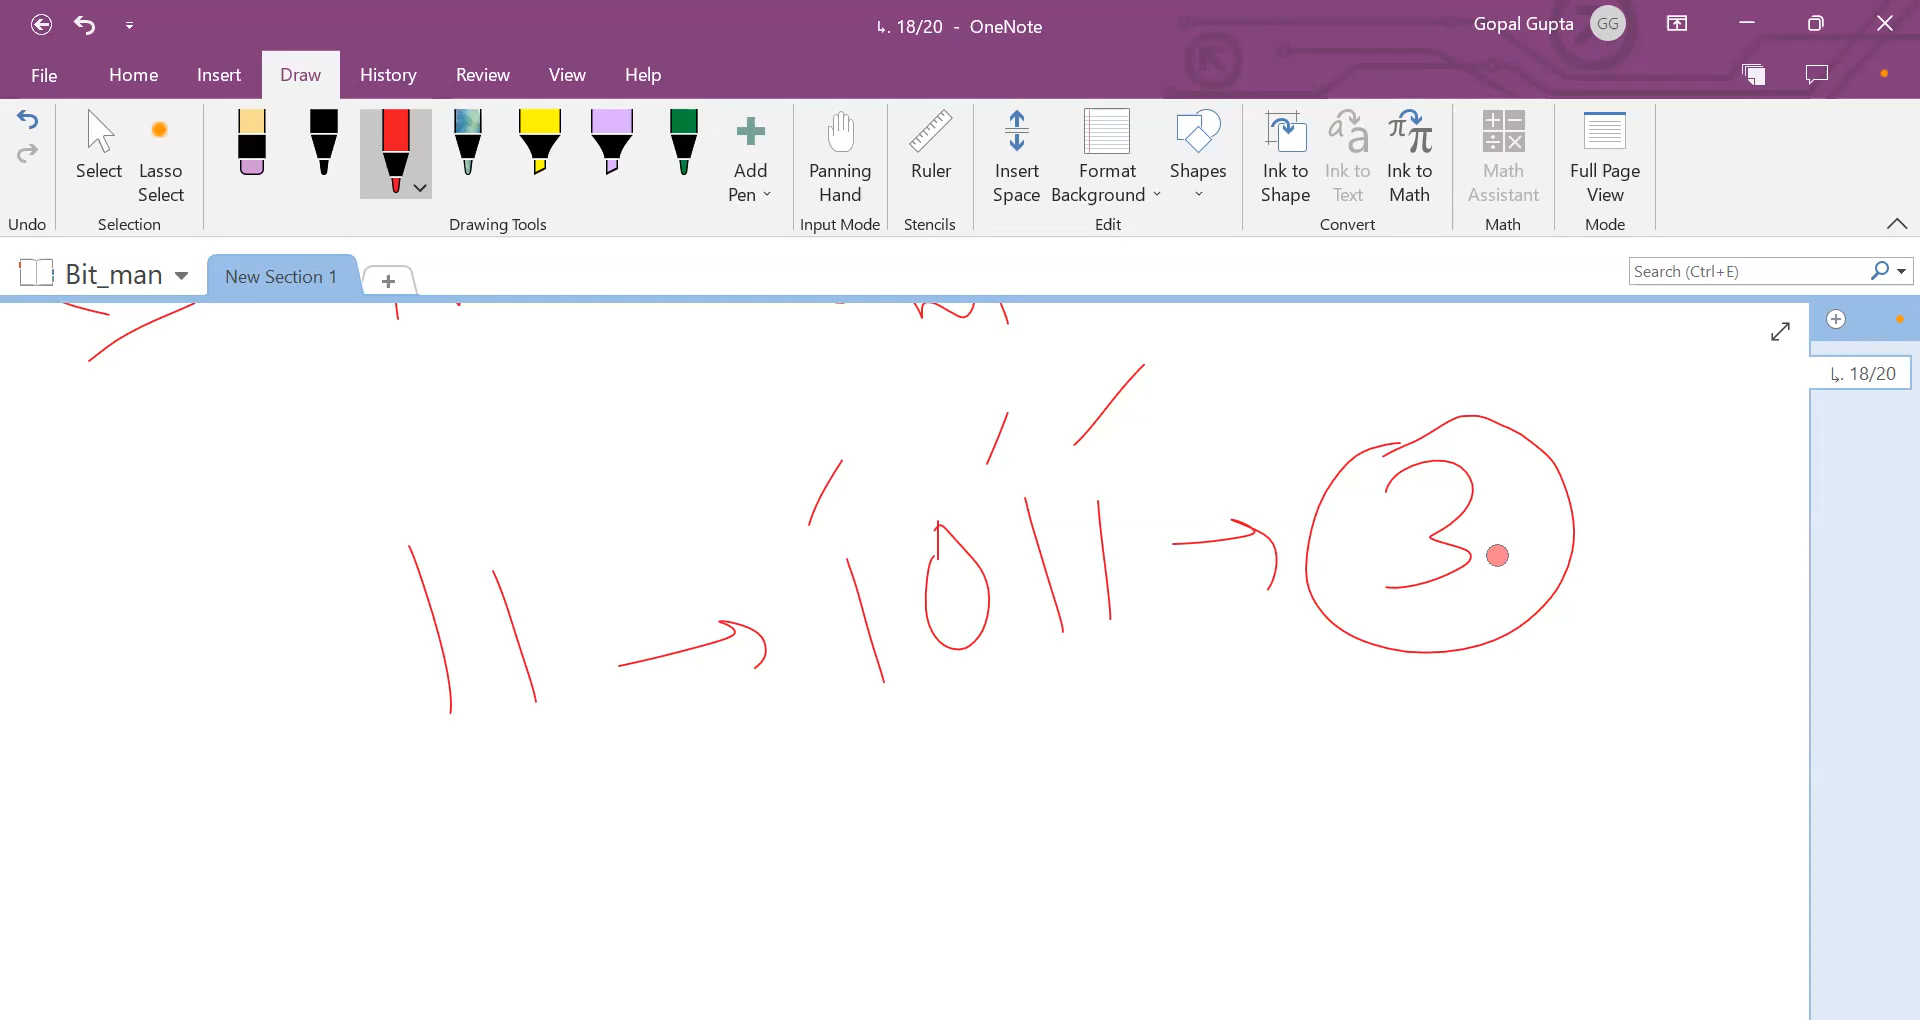 ↳. 18/20 - OneNote
Gopal Gupta GG
File Home Insert Draw History Review View Help
Select
Lasso Select
Add Pen
Panning Hand
Ruler
Insert Space
Format Background
Shapes
Ink to Shape
Ink to Text
Ink to Math
Math Assistant
Full Page View
Undo Selection Drawing Tools Input Mode Stencils Edit Convert Math Mode
Bit_man New Section 1 + Search (Ctrl+E)
↳. 18/20
11 → 1011 → 3